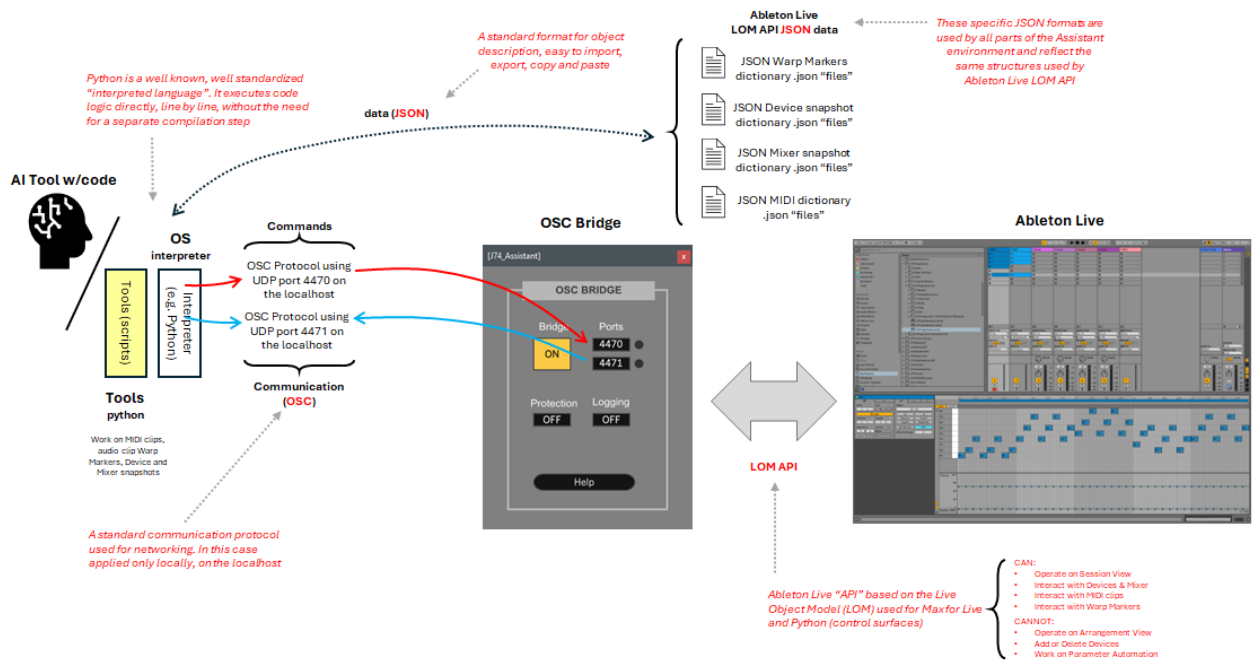 Ableton Live
LOM API JSON data
These specific JSON formats are
used by all parts of the Assistant
environment and reflect the
same structures used by
Ableton Live LOM API
A standard format for object
description, easy to import,
export, copy and paste
JSON Warp Markers
dictionary .json “files”
JSON Device snapshot
dictionary .json “files”
JSON Mixer snapshot
dictionary .json “files”
JSON MIDI dictionary
.json “files”
Python is a well known, well standardized
“interpreted language”. It executes code
logic directly, line by line, without the need
for a separate compilation step
data (JSON)
AI Tool w/code
OS
interpreter
Tools (scripts)
Interpreter
(e.g. Python)
Tools
python
Work on MIDI clips,
audio clip Warp
Markers, Device and
Mixer snapshots
Commands
OSC Protocol using
UDP port 4470 on
the localhost
OSC Protocol using
UDP port 4471 on
the localhost
Communication
(OSC)
A standard communication protocol
used for networking. In this case
applied only locally, on the localhost
OSC Bridge
[J74_Assistant]
x
OSC BRIDGE
Bridge
Ports
ON
4470
4471
Protection
Logging
OFF
OFF
Help
LOM API
Ableton Live
Ableton Live “API” based on the Live
Object Model (LOM) used for Max for Live
and Python (control surfaces)
CAN:
• Operate on Session View
• Interact with Devices & Mixer
• Interact with MIDI clips
• Interact with Warp Markers
CANNOT:
• Operate on Arrangement View
• Add or Delete Devices
• Work on Parameter Automation